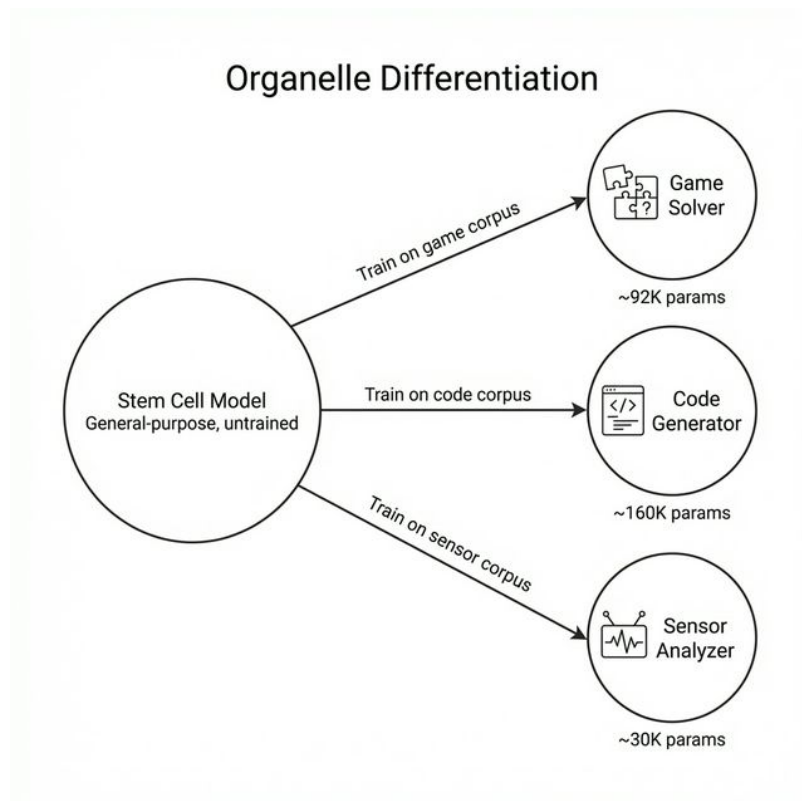 Organelle Differentiation
Stem Cell Model
General-purpose, untrained
Train on game corpus
Game
Solver
?
~92K params
Train on code corpus
</>
Code
Generator
~160K params
Train on sensor corpus
Sensor
Analyzer
~30K params